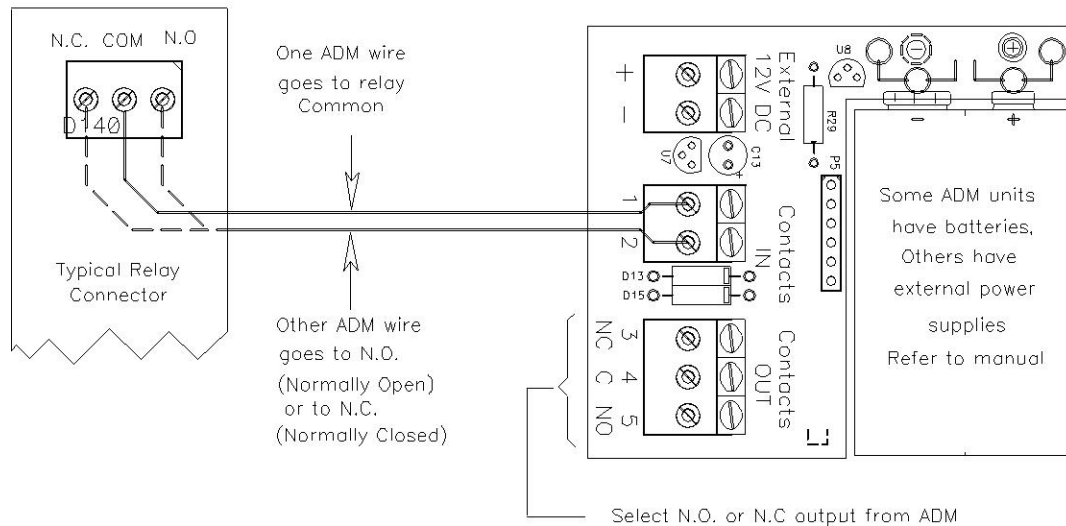 N.C. COM N.O
D140
One ADM wire
goes to relay
Common
Typical Relay
Connector
Other ADM wire
goes to N.O.
(Normally Open)
or to N.C.
(Normally Closed)
+
-
External
12V DC
U8
R29
U7
C13
+
P5
1
2
Contacts
IN
D13
D15
3
4
5
NC
C
NO
Contacts
OUT
-
+
-
+
Some ADM units
have batteries,
Others have
external power
supplies
Refer to manual
Select N.O. or N.C output from ADM